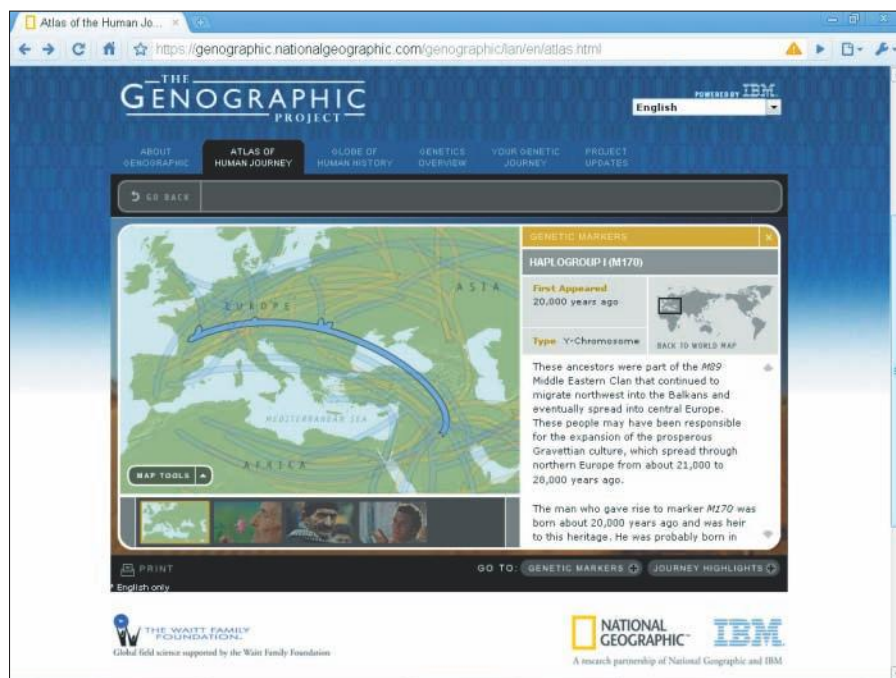 Atlas of the Human Jo...
https://genographic.nationalgeographic.com/genographic/lan/en/atlas.html
THE
GENOGRAPHIC
PROJECT
POWERED BY IBM
English
ABOUT GENOGRAPHIC
ATLAS OF HUMAN JOURNEY
GLOBE OF HUMAN HISTORY
GENETICS OVERVIEW
YOUR GENETIC JOURNEY
PROJECT UPDATES
GO BACK
EUROPE
ASIA
MEDITERRANEAN SEA
AFRICA
MAP TOOLS
GENETIC MARKERS
HAPLOGROUP I (M170)
First Appeared
20,000 years ago
Type Y-Chromosome
BACK TO WORLD MAP
These ancestors were part of the M89
Middle Eastern Clan that continued to
migrate northwest into the Balkans and
eventually spread into central Europe.
These people may have been responsible
for the expansion of the prosperous
Gravettian culture, which spread through
northern Europe from about 21,000 to
28,000 years ago.
The man who gave rise to marker M170 was
born about 20,000 years ago and was heir
to this heritage. He was probably born in
PRINT
GO TO: GENETIC MARKERS JOURNEY HIGHLIGHTS
* English only
THE WAITT FAMILY
FOUNDATION.
Global field science supported by the Waitt Family Foundation
NATIONAL
GEOGRAPHIC™
IBM
A research partnership of National Geographic and IBM